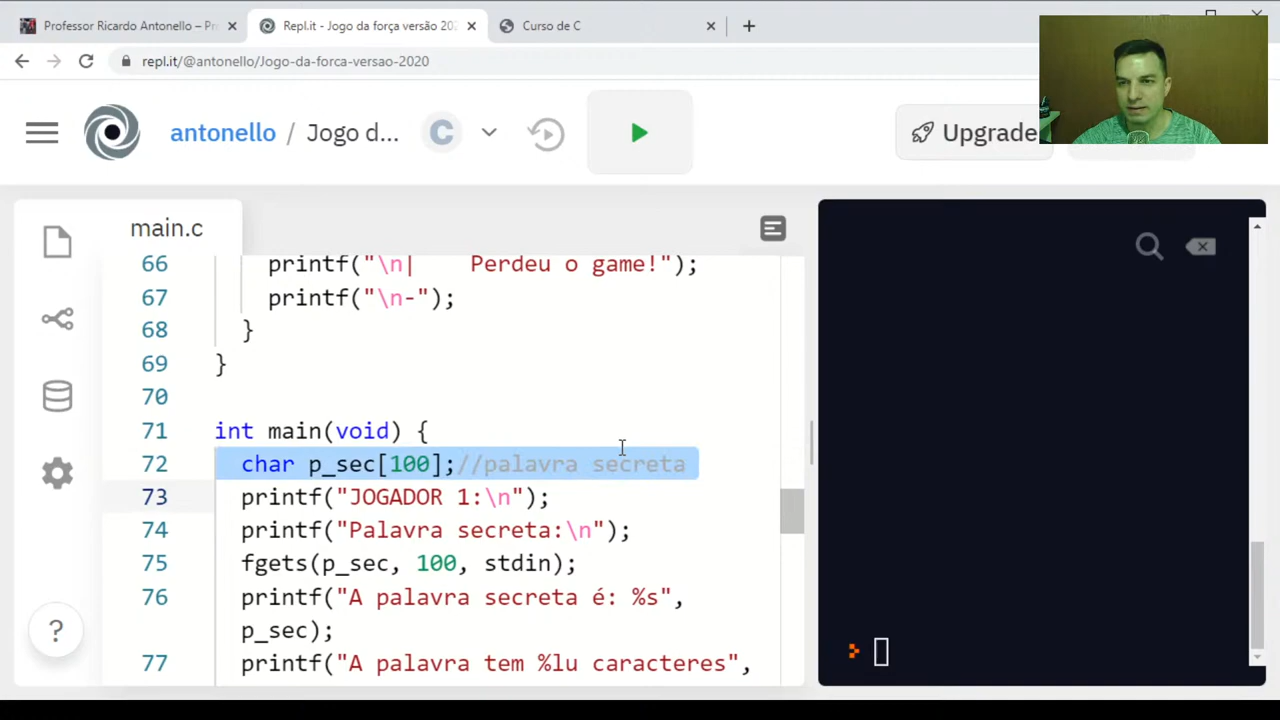 Professor Ricardo Antonello – Pr
Repl.it - Jogo da força versão 202
Curso de C
repl.it/@antonello/Jogo-da-forca-versao-2020
antonello / Jogo d...
C
Upgrade
main.c
66 printf("\n|    Perdeu o game!");
67 printf("\n-");
68 }
69 }
70
71 int main(void) {
72 char p_sec[100];//palavra secreta
73 printf("JOGADOR 1:\n");
74 printf("Palavra secreta:\n");
75 fgets(p_sec, 100, stdin);
76 printf("A palavra secreta é: %s",
p_sec);
77 printf("A palavra tem %lu caracteres",
?